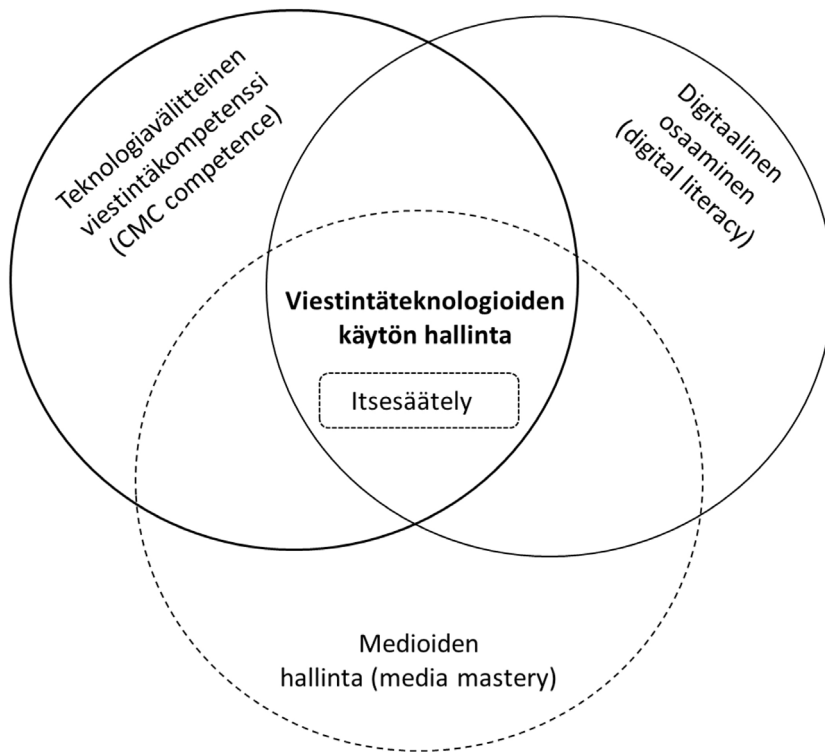 Teknologiavälitteinen
viestintäkompetenssi
(CMC competence)
Digitaalinen
osaaminen
(digital literacy)
Viestintäteknologioiden
käytön hallinta
Itsesäätely
Medioiden
hallinta (media mastery)